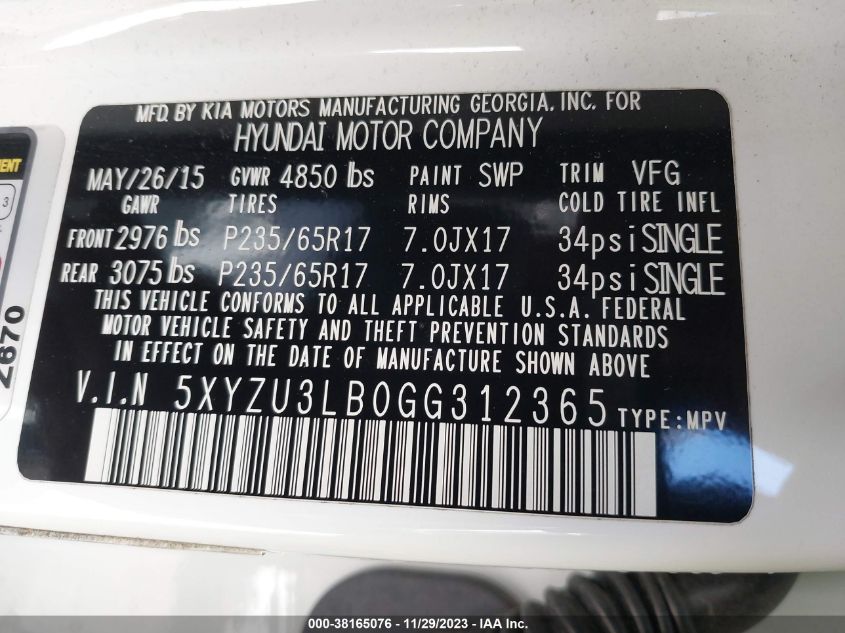 MFD. BY KIA MOTORS MANUFACTURING GEORGIA, INC. FOR
HYUNDAI MOTOR COMPANY
MAY/26/15 GVWR 4850 lbs PAINT SWP TRIM VFG
GAWR TIRES RIMS COLD TIRE INFL
FRONT 2976 lbs P235/65R17 7.0JX17 34psi SINGLE
REAR 3075 lbs P235/65R17 7.0JX17 34psi SINGLE
THIS VEHICLE CONFORMS TO ALL APPLICABLE U.S.A. FEDERAL
MOTOR VEHICLE SAFETY AND THEFT PREVENTION STANDARDS
IN EFFECT ON THE DATE OF MANUFACTURE SHOWN ABOVE
V.I.N 5XYZU3LB0GG312365 TYPE:MPV
3
2670
000-38165076 - 11/29/2023 - IAA Inc.